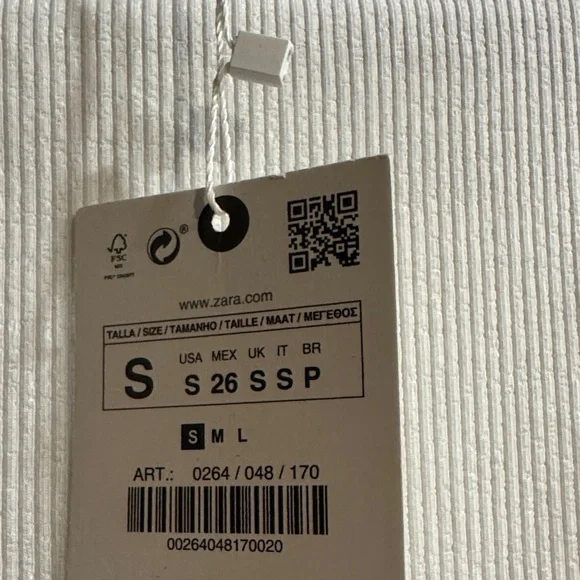 FSC
®
www.zara.com
TALLA / SIZE / TAMANHO / TAILLE / MAAT / ΜΕΓΕΘΟΣ
S
USA MEX UK IT BR
S 26 S S P
S M L
ART.: 0264 / 048 / 170
00264048170020